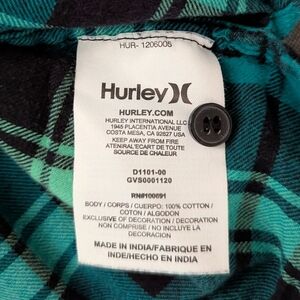 HUR- 1206006
Hurley
HURLEY.COM
HURLEY INTERNATIONAL LLC
1945 PLACENTIA AVENUE
COSTA MESA, CA 92627 USA
KEEP AWAY FROM FIRE
ATENIRAL'ECART DE TOUTE
SOURCE DE CHALEUR
D1101-00
GVS0001120
RN#100691
BODY / CORPS / CUERPO: 100% COTTON /
COTON / ALGODON
EXCLUSIVE OF DECORATION / DECORATION
NON COMPRISE / NO INCLUYE LA
DECORACION
MADE IN INDIA/FABRIQUE EN
INDE/HECHO EN INDIA